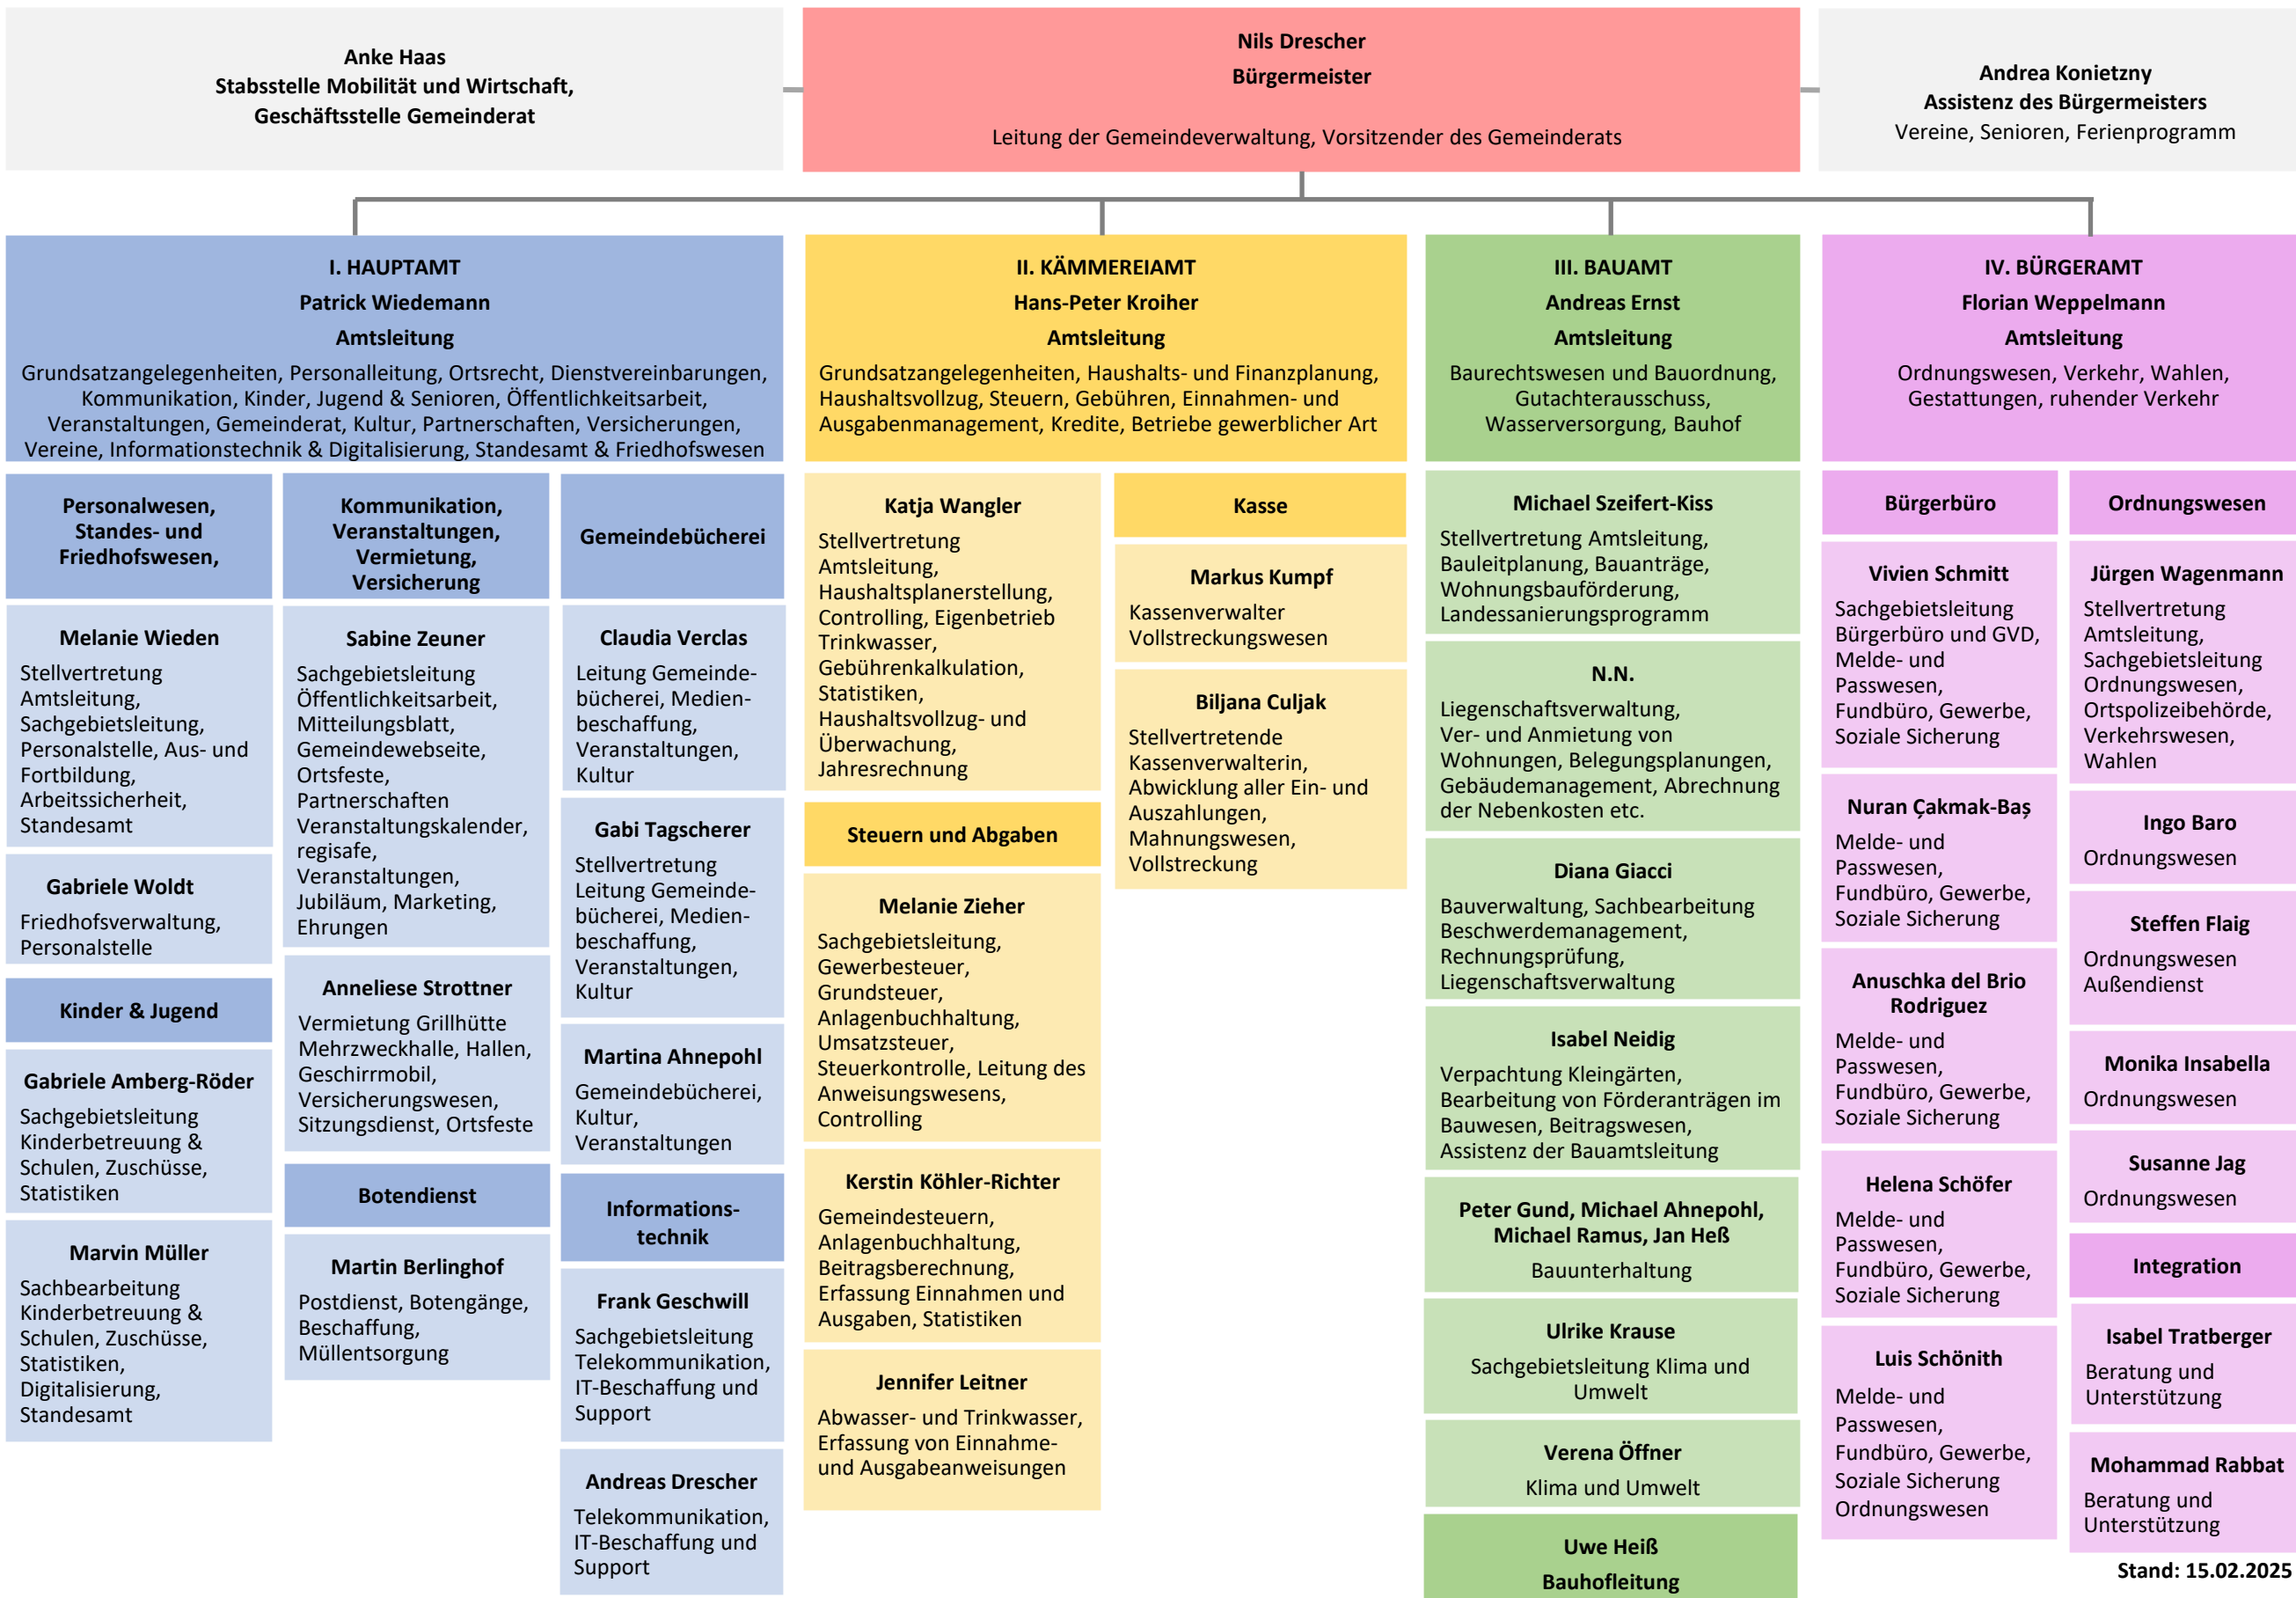 Anke Haas
Stabsstelle Mobilität und Wirtschaft,
Geschäftsstelle Gemeinderat
Nils Drescher
Bürgermeister
Leitung der Gemeindeverwaltung, Vorsitzender des Gemeinderats
Andrea Konietzny
Assistenz des Bürgermeisters
Vereine, Senioren, Ferienprogramm
I. HAUPTAMT
Patrick Wiedemann
Amtsleitung
Grundsatzangelegenheiten, Personalleitung, Ortsrecht, Dienstvereinbarungen,
Kommunikation, Kinder, Jugend & Senioren, Öffentlichkeitsarbeit,
Veranstaltungen, Gemeinderat, Kultur, Partnerschaften, Versicherungen,
Vereine, Informationstechnik & Digitalisierung, Standesamt & Friedhofswesen
Personalwesen,
Standes- und
Friedhofswesen,
Melanie Wieden
Stellvertretung
Amtsleitung,
Sachgebietsleitung,
Personalstelle, Aus- und
Fortbildung,
Arbeitssicherheit,
Standesamt
Gabriele Woldt
Friedhofsverwaltung,
Personalstelle
Kinder & Jugend
Gabriele Amberg-Röder
Sachgebietsleitung
Kinderbetreuung &
Schulen, Zuschüsse,
Statistiken
Marvin Müller
Sachbearbeitung
Kinderbetreuung &
Schulen, Zuschüsse,
Statistiken,
Digitalisierung,
Standesamt
Kommunikation,
Veranstaltungen,
Vermietung,
Versicherung
Sabine Zeuner
Sachgebietsleitung
Öffentlichkeitsarbeit,
Mitteilungsblatt,
Gemeindewebseite,
Ortsfeste,
Partnerschaften
Veranstaltungskalender,
regisafe,
Veranstaltungen,
Jubiläum, Marketing,
Ehrungen
Anneliese Strottner
Vermietung Grillhütte
Mehrzweckhalle, Hallen,
Geschirrmobil,
Versicherungswesen,
Sitzungsdienst, Ortsfeste
Botendienst
Martin Berlinghof
Postdienst, Botengänge,
Beschaffung,
Müllentsorgung
Gemeindebücherei
Claudia Verclas
Leitung Gemeinde-
bücherei, Medien-
beschaffung,
Veranstaltungen,
Kultur
Gabi Tagscherer
Stellvertretung
Leitung Gemeinde-
bücherei, Medien-
beschaffung,
Veranstaltungen,
Kultur
Martina Ahnepohl
Gemeindebücherei,
Kultur,
Veranstaltungen
Informations-
technik
Frank Geschwill
Sachgebietsleitung
Telekommunikation,
IT-Beschaffung und
Support
Andreas Drescher
Telekommunikation,
IT-Beschaffung und
Support
II. KÄMMEREIAMT
Hans-Peter Kroiher
Amtsleitung
Grundsatzangelegenheiten, Haushalts- und Finanzplanung,
Haushaltsvollzug, Steuern, Gebühren, Einnahmen- und
Ausgabenmanagement, Kredite, Betriebe gewerblicher Art
Katja Wangler
Stellvertretung
Amtsleitung,
Haushaltsplanerstellung,
Controlling, Eigenbetrieb
Trinkwasser,
Gebührenkalkulation,
Statistiken,
Haushaltsvollzug- und
Überwachung,
Jahresrechnung
Steuern und Abgaben
Melanie Zieher
Sachgebietsleitung,
Gewerbesteuer,
Grundsteuer,
Anlagenbuchhaltung,
Umsatzsteuer,
Steuerkontrolle, Leitung des
Anweisungswesens,
Controlling
Kerstin Köhler-Richter
Gemeindesteuern,
Anlagenbuchhaltung,
Beitragsberechnung,
Erfassung Einnahmen und
Ausgaben, Statistiken
Jennifer Leitner
Abwasser- und Trinkwasser,
Erfassung von Einnahme-
und Ausgabeanweisungen
Kasse
Markus Kumpf
Kassenverwalter
Vollstreckungswesen
Biljana Culjak
Stellvertretende
Kassenverwalterin,
Abwicklung aller Ein- und
Auszahlungen,
Mahnungswesen,
Vollstreckung
III. BAUAMT
Andreas Ernst
Amtsleitung
Baurechtswesen und Bauordnung,
Gutachterausschuss,
Wasserversorgung, Bauhof
Michael Szeifert-Kiss
Stellvertretung Amtsleitung,
Bauleitplanung, Bauanträge,
Wohnungsbauförderung,
Landessanierungsprogramm
N.N.
Liegenschaftsverwaltung,
Ver- und Anmietung von
Wohnungen, Belegungsplanungen,
Gebäudemanagement, Abrechnung
der Nebenkosten etc.
Diana Giacci
Bauverwaltung, Sachbearbeitung
Beschwerdemanagement,
Rechnungsprüfung,
Liegenschaftsverwaltung
Isabel Neidig
Verpachtung Kleingärten,
Bearbeitung von Förderanträgen im
Bauwesen, Beitragswesen,
Assistenz der Bauamtsleitung
Peter Gund, Michael Ahnepohl,
Michael Ramus, Jan Heß
Bauunterhaltung
Ulrike Krause
Sachgebietsleitung Klima und
Umwelt
Verena Öffner
Klima und Umwelt
Uwe Heiß
Bauhofleitung
IV. BÜRGERAMT
Florian Weppelmann
Amtsleitung
Ordnungswesen, Verkehr, Wahlen,
Gestattungen, ruhender Verkehr
Bürgerbüro
Vivien Schmitt
Sachgebietsleitung
Bürgerbüro und GVD,
Melde- und
Passwesen,
Fundbüro, Gewerbe,
Soziale Sicherung
Nuran Çakmak-Baş
Melde- und
Passwesen,
Fundbüro, Gewerbe,
Soziale Sicherung
Anuschka del Brio
Rodriguez
Melde- und
Passwesen,
Fundbüro, Gewerbe,
Soziale Sicherung
Helena Schöfer
Melde- und
Passwesen,
Fundbüro, Gewerbe,
Soziale Sicherung
Luis Schönith
Melde- und
Passwesen,
Fundbüro, Gewerbe,
Soziale Sicherung
Ordnungswesen
Ordnungswesen
Jürgen Wagenmann
Stellvertretung
Amtsleitung,
Sachgebietsleitung
Ordnungswesen,
Ortspolizeibehörde,
Verkehrswesen,
Wahlen
Ingo Baro
Ordnungswesen
Steffen Flaig
Ordnungswesen
Außendienst
Monika Insabella
Ordnungswesen
Susanne Jag
Ordnungswesen
Integration
Isabel Tratberger
Beratung und
Unterstützung
Mohammad Rabbat
Beratung und
Unterstützung
Stand: 15.02.2025